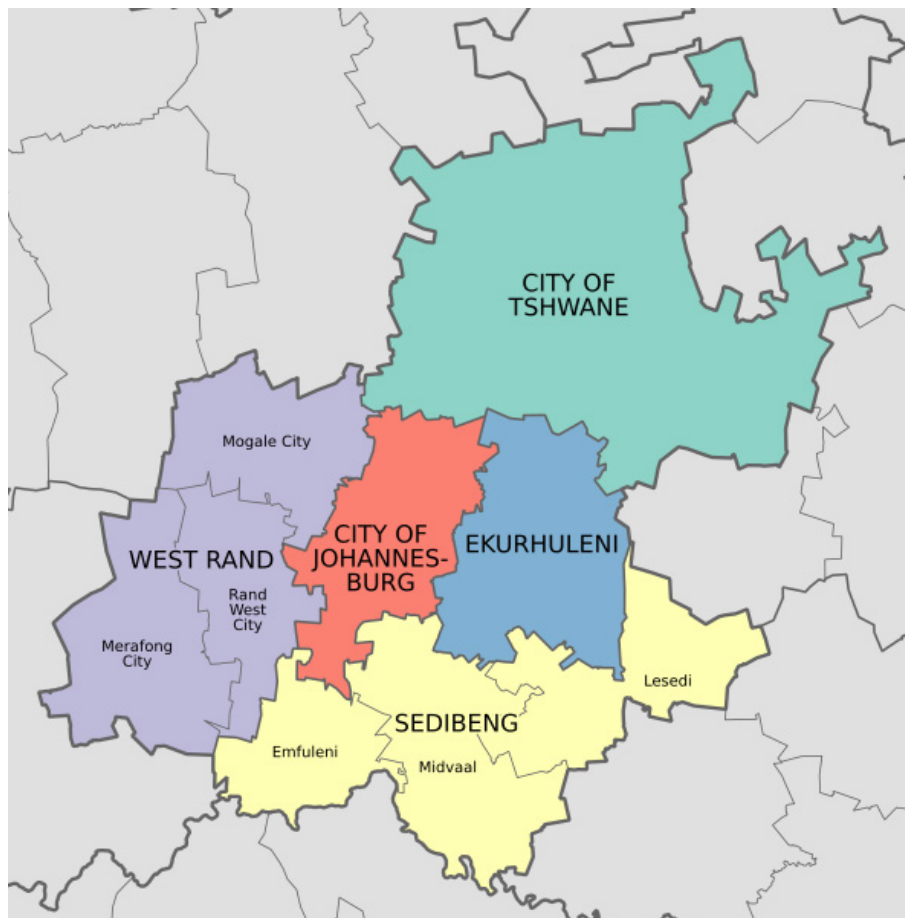 CITY OF
TSHWANE
Mogale City
CITY OF
JOHANNES-
BURG
EKURHULENI
WEST RAND
Rand
West
City
Merafong
City
Lesedi
SEDIBENG
Emfuleni
Midvaal